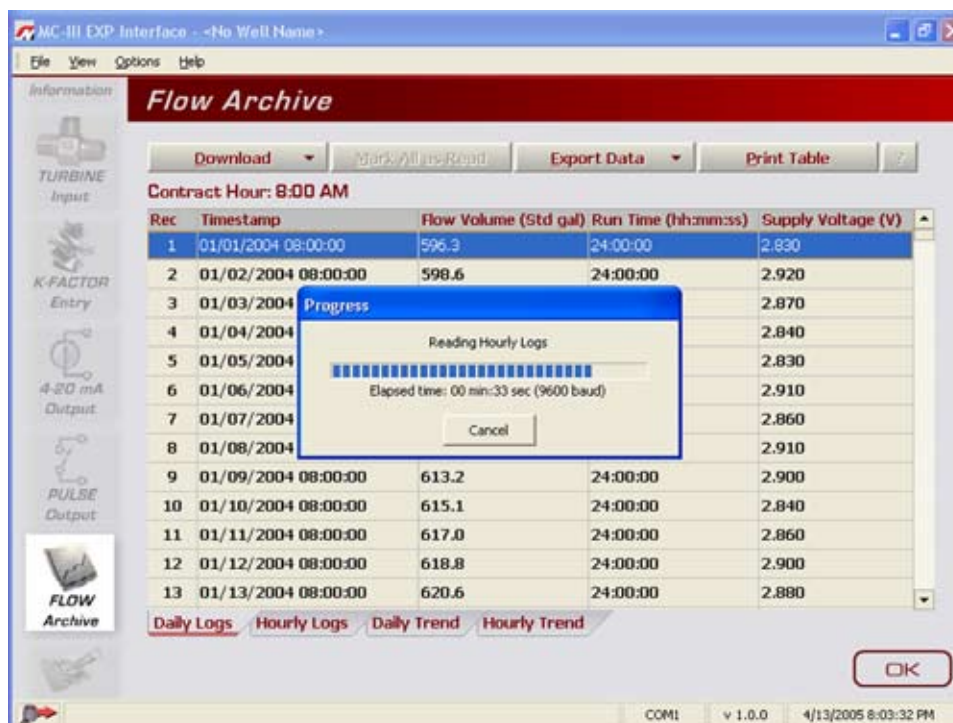 MC-III EXP Interface - <No Well Name>
File View Options Help
Information
Flow Archive
Download Mark All as Read Export Data Print Table ?
Contract Hour: 8:00 AM
Rec Timestamp Flow Volume (Std gal) Run Time (hh:mm:ss) Supply Voltage (V)
1 01/01/2004 08:00:00 596.3 24:00:00 2.830
2 01/02/2004 08:00:00 598.6 24:00:00 2.920
3 01/03/2004 2.870
4 01/04/2004 2.840
5 01/05/2004 2.830
6 01/06/2004 2.910
7 01/07/2004 2.860
8 01/08/2004 2.910
9 01/09/2004 08:00:00 613.2 24:00:00 2.900
10 01/10/2004 08:00:00 615.1 24:00:00 2.840
11 01/11/2004 08:00:00 617.0 24:00:00 2.860
12 01/12/2004 08:00:00 618.8 24:00:00 2.900
13 01/13/2004 08:00:00 620.6 24:00:00 2.880
Progress
Reading Hourly Logs
Elapsed time: 00 min:33 sec (9600 baud)
Cancel
TURBINE
Input
K-FACTOR
Entry
4-20 mA
Output
PULSE
Output
FLOW
Archive
Daily Logs Hourly Logs Daily Trend Hourly Trend
OK
COM1 v 1.0.0 4/13/2005 8:03:32 PM